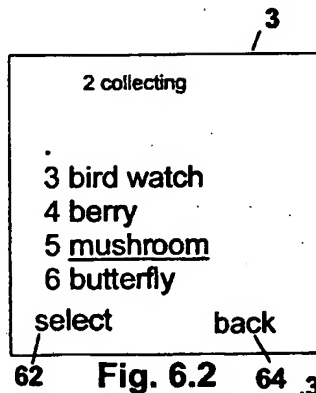 3
2 collecting
3 bird watch
4 berry
5 mushroom
6 butterfly
select back
62 Fig. 6.2 64 .3